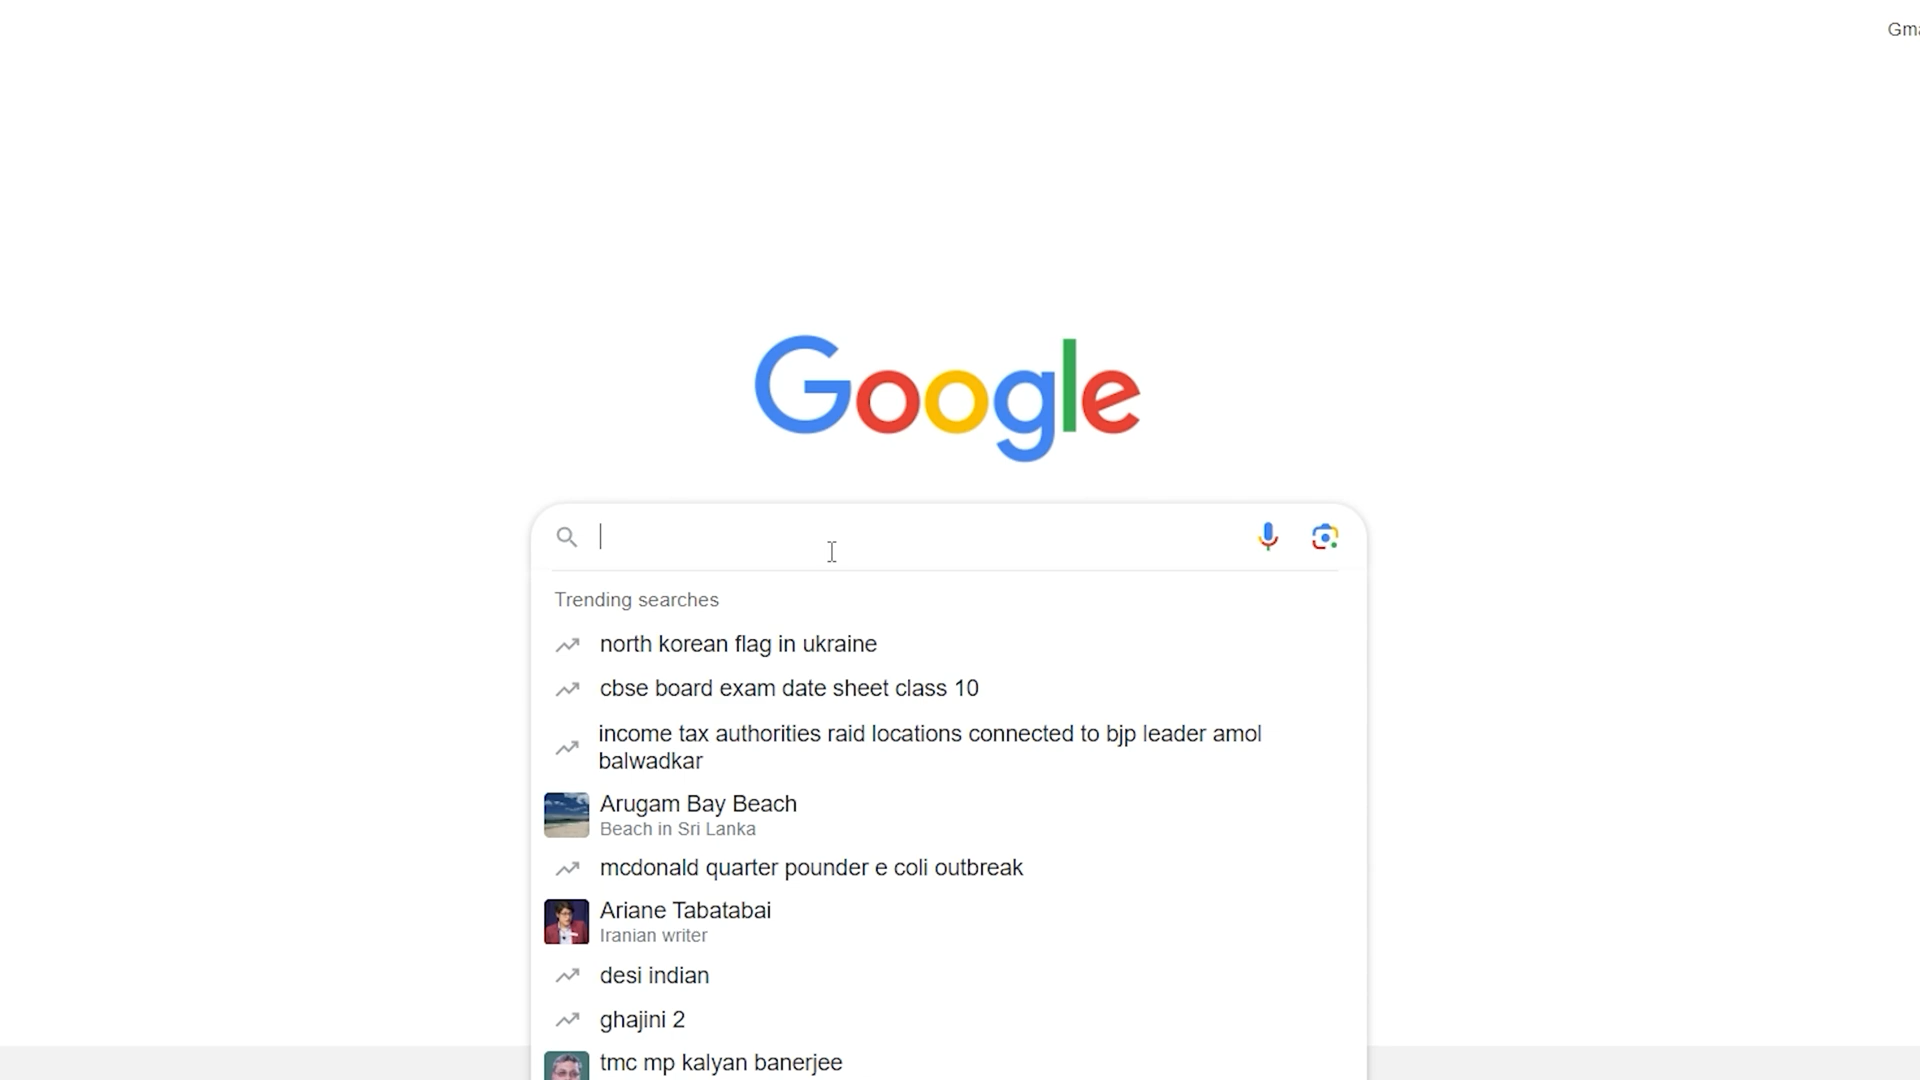 Google
Trending searches
north korean flag in ukraine
cbse board exam date sheet class 10
income tax authorities raid locations connected to bjp leader amol
balwadkar
Arugam Bay Beach
Beach in Sri Lanka
mcdonald quarter pounder e coli outbreak
Ariane Tabatabai
Iranian writer
desi indian
ghajini 2
tmc mp kalyan banerjee